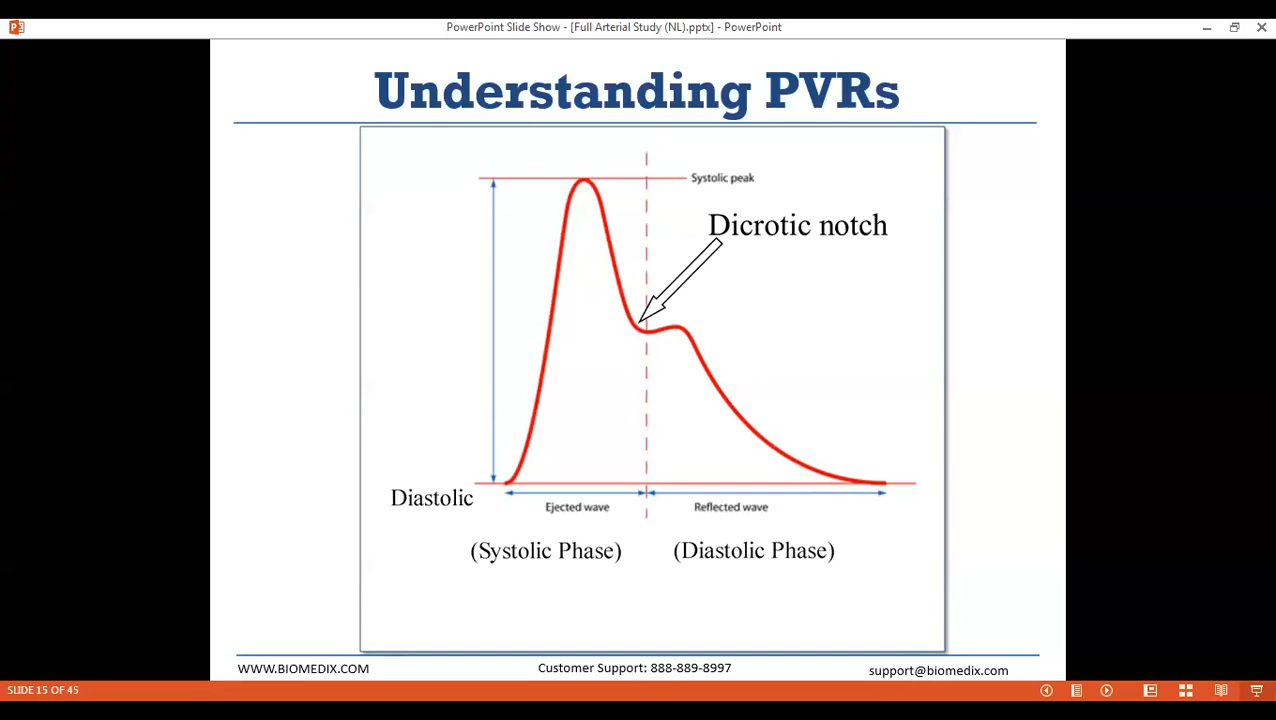 PowerPoint Slide Show - [Full Arterial Study (NL).pptx] - PowerPoint
Understanding PVRs
Systolic peak
Dicrotic notch
Diastolic
Ejected wave
Reflected wave
(Systolic Phase)
(Diastolic Phase)
WWW.BIOMEDIX.COM
Customer Support: 888-889-8997
support@biomedix.com
SLIDE 15 OF 45